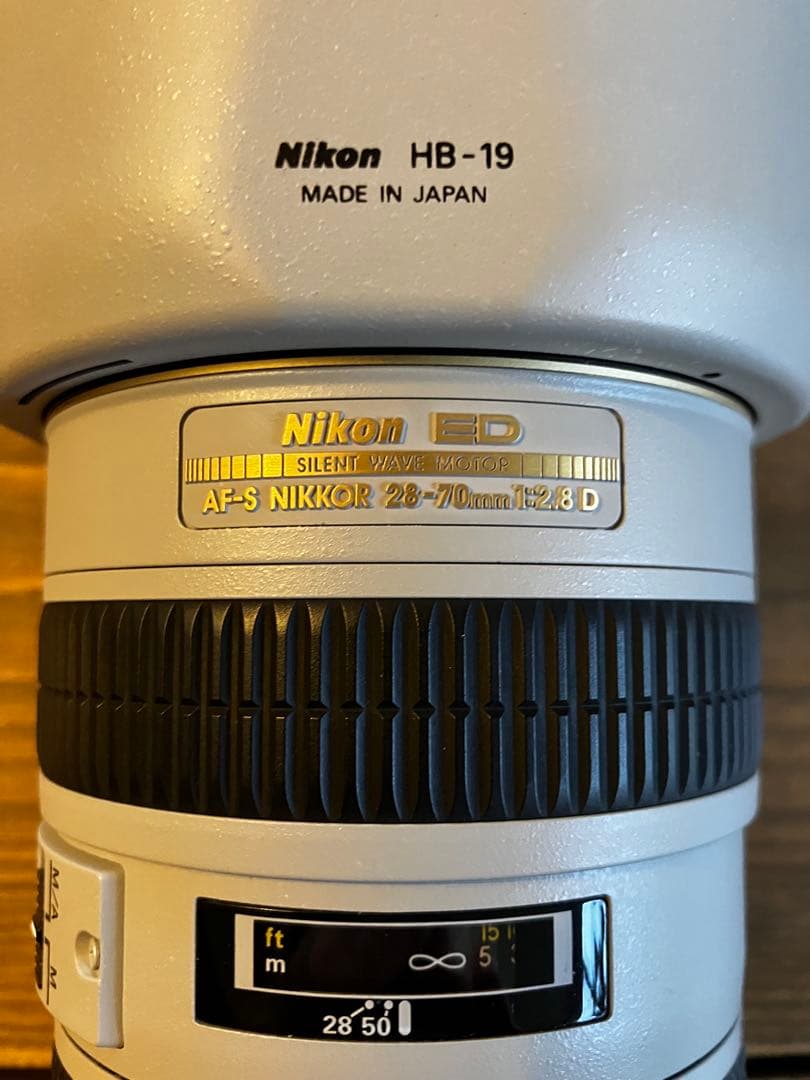 Nikon HB-19
MADE IN JAPAN
Nikon ED
SILENT WAVE MOTOR
AF-S NIKKOR 28-70mm 1:2.8 D
M/A M
ft 15
m ∞ 5
28 50